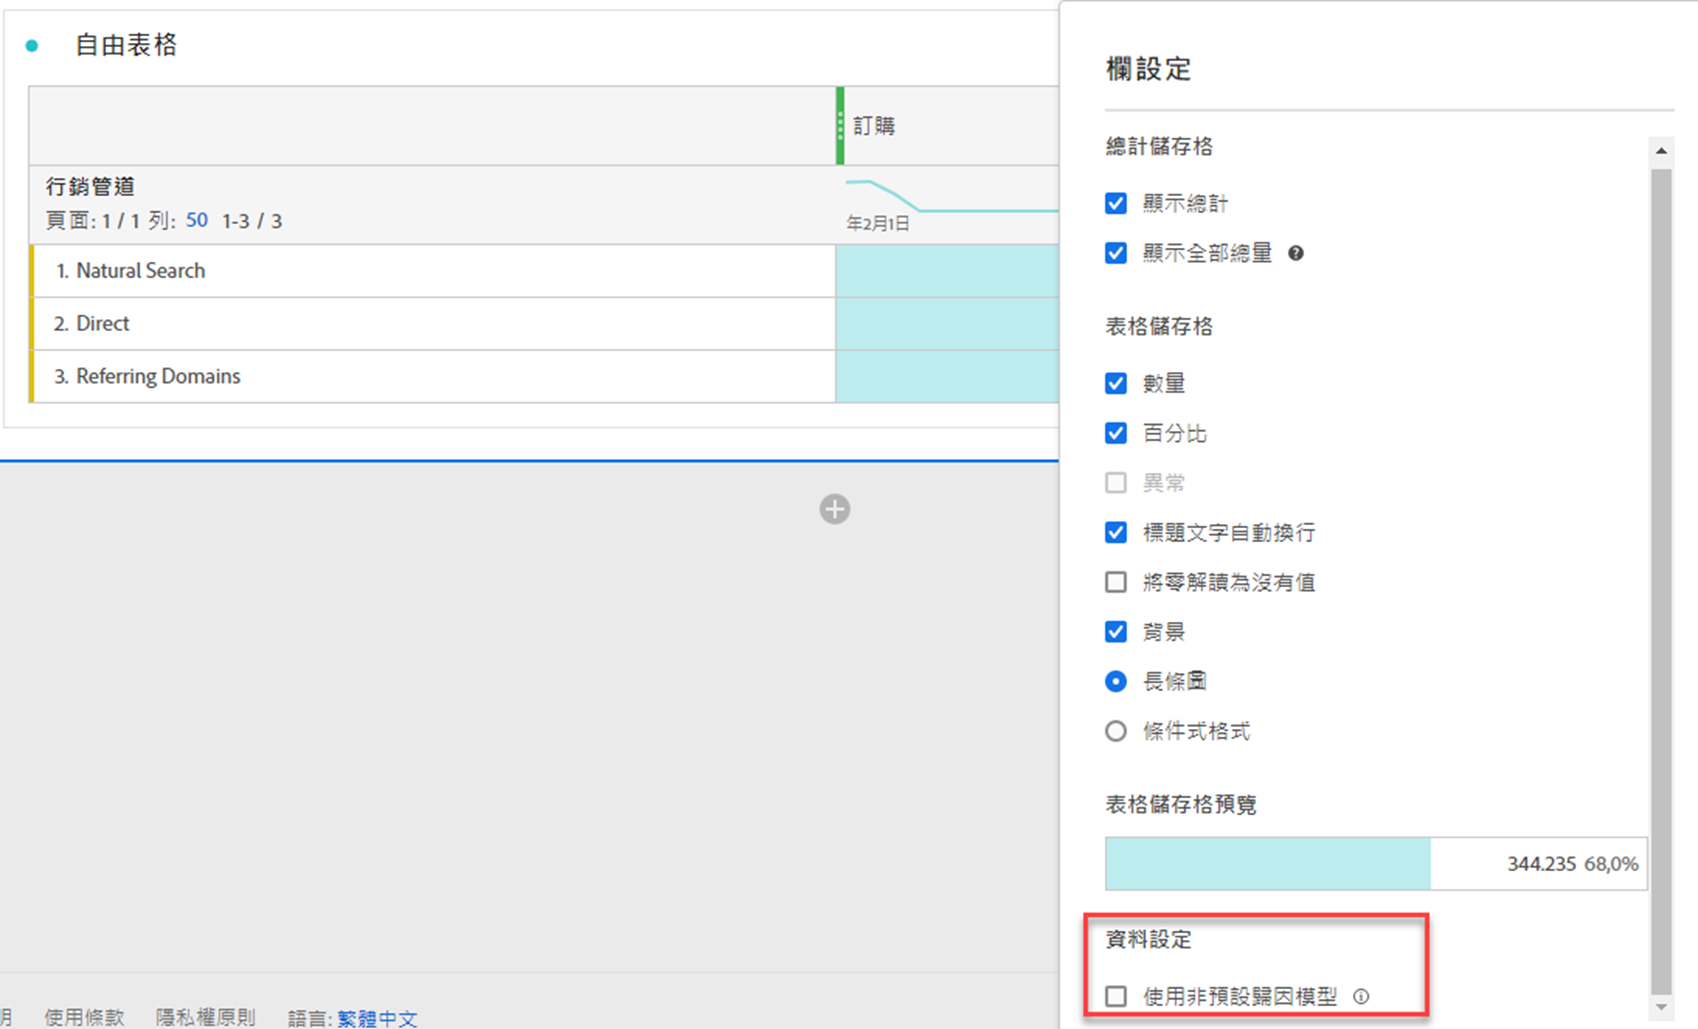 自由表格
訂購
行銷管道
頁面: 1 / 1 列: 50 1-3 / 3
年2月1日
1. Natural Search
2. Direct
3. Referring Domains
明 使用條款 隱私權原則 語言: 繁體中文
欄設定
總計儲存格
顯示總計
顯示全部總量
表格儲存格
數量
百分比
異常
標題文字自動換行
將零解讀為沒有值
背景
長條圖
條件式格式
表格儲存格預覽
344.235 68,0%
資料設定
使用非預設歸因模型